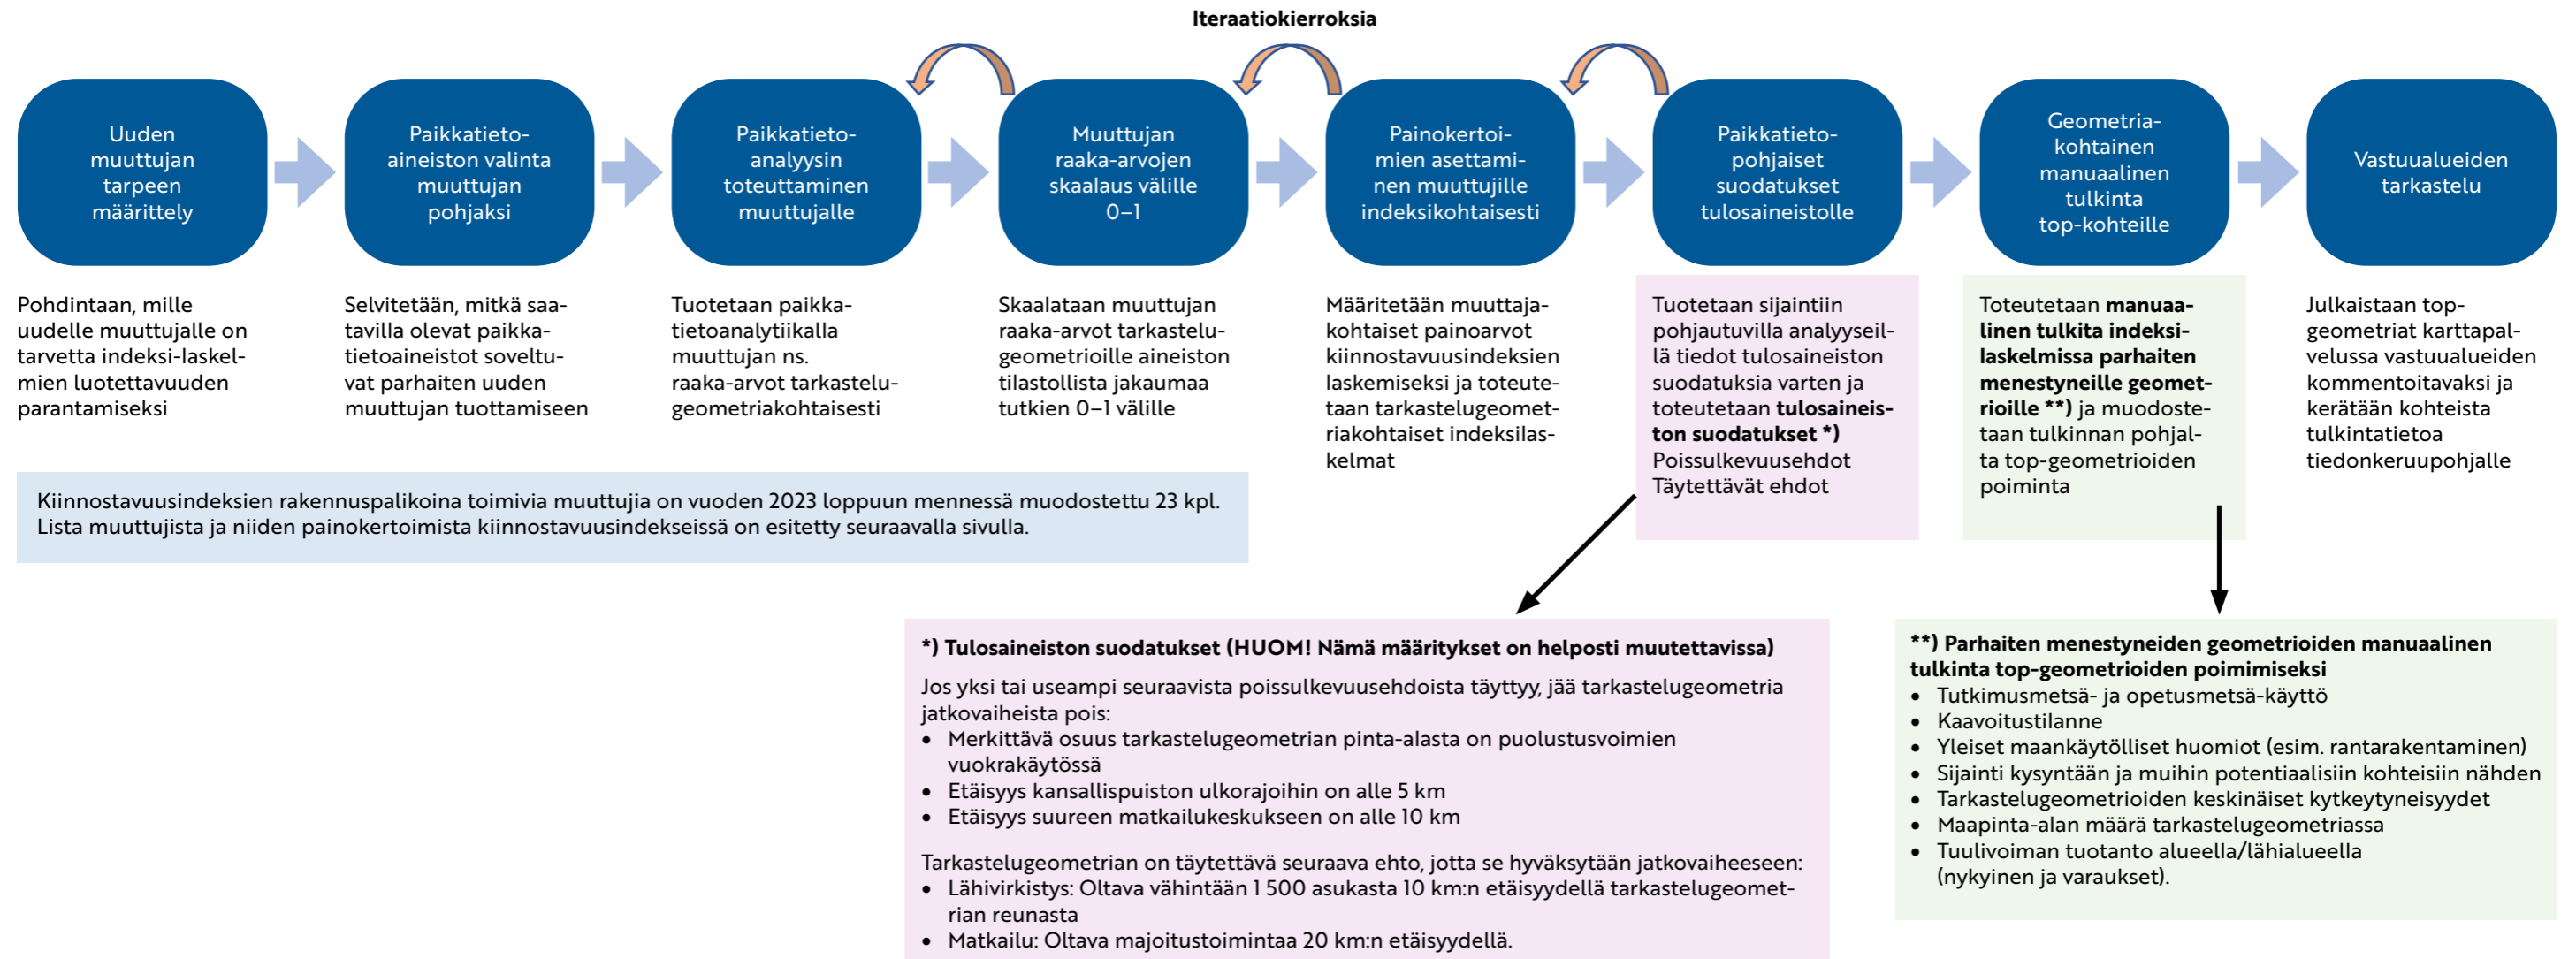 Iteraatiokierroksia
Uuden
muuttujan
tarpeen
määrittely
Paikkatieto-
aineiston valinta
muuttujan
pohjaksi
Paikkatieto-
analyysin
toteuttaminen
muuttujalle
Muuttujan
raaka-arvojen
skaalaus välille
0–1
Painokertoi-
mien asettami-
nen muuttujille
indeksikohtaisesti
Paikkatieto-
pohjaiset
suodatukset
tulosaineistolle
Geometria-
kohtainen
manuaalinen
tulkinta
top-kohteille
Vastuualueiden
tarkastelu
Pohdintaan, mille
uudelle muuttujalle on
tarvetta indeksi-laskel-
mien luotettavuuden
parantamiseksi
Selvitetään, mitkä saa-
tavilla olevat paikka-
tietoaineistot soveltu-
vat parhaiten uuden
muuttujan tuottamiseen
Tuotetaan paikka-
tietoanalytiikalla
muuttujan ns.
raaka-arvot tarkastelu-
geometriakohtaisesti
Skaalataan muuttujan
raaka-arvot tarkastelu-
geometrioille aineiston
tilastollista jakaumaa
tutkien 0–1 välille
Määritetään muuttaja-
kohtaiset painoarvot
kiinnostavuusindeksien
laskemiseksi ja toteute-
taan tarkastelugeomet-
riakohtaiset indeksilas-
kelmat
Tuotetaan sijaintiin
pohjautuvilla analyyseil-
lä tiedot tulosaineiston
suodatuksia varten ja
toteutetaan tulosaineis-
ton suodatukset *)
Poissulkevuusehdot
Täytettävät ehdot
Toteutetaan manuaa-
linen tulkita indeksi-
laskelmissa parhaiten
menestyneille geomet-
rioille **) ja muodoste-
taan tulkinnan pohjal-
ta top-geometrioiden
poiminta
Julkaistaan top-
geometriat karttapal-
velussa vastuualueiden
kommentoitavaksi ja
kerätään kohteista
tulkintatietoa
tiedonkeruupohjalle
Kiinnostavuusindeksien rakennuspalikoina toimivia muuttujia on vuoden 2023 loppuun mennessä muodostettu 23 kpl.
Lista muuttujista ja niiden painokertoimista kiinnostavuusindekseissä on esitetty seuraavalla sivulla.
*) Tulosaineiston suodatukset (HUOM! Nämä määritykset on helposti muutettavissa)
Jos yksi tai useampi seuraavista poissulkevuusehdoista täyttyy, jää tarkastelugeometria
jatkovaiheista pois:
• Merkittävä osuus tarkastelugeometrian pinta-alasta on puolustusvoimien
vuokrakäytössä
• Etäisyys kansallispuiston ulkorajoihin on alle 5 km
• Etäisyys suureen matkailukeskukseen on alle 10 km
Tarkastelugeometrian on täytettävä seuraava ehto, jotta se hyväksytään jatkovaiheeseen:
• Lähivirkistys: Oltava vähintään 1 500 asukasta 10 km:n etäisyydellä tarkastelugeomet-
rian reunasta
• Matkailu: Oltava majoitustoimintaa 20 km:n etäisyydellä.
**) Parhaiten menestyneiden geometrioiden manuaalinen
tulkinta top-geometrioiden poimimiseksi
• Tutkimusmetsä- ja opetusmetsä-käyttö
• Kaavoitustilanne
• Yleiset maankäytölliset huomiot (esim. rantarakentaminen)
• Sijainti kysyntään ja muihin potentiaalisiin kohteisiin nähden
• Tarkastelugeometrioiden keskinäiset kytkeytyneisyydet
• Maapinta-alan määrä tarkastelugeometriassa
• Tuulivoiman tuotanto alueella/lähialueella
(nykyinen ja varaukset).